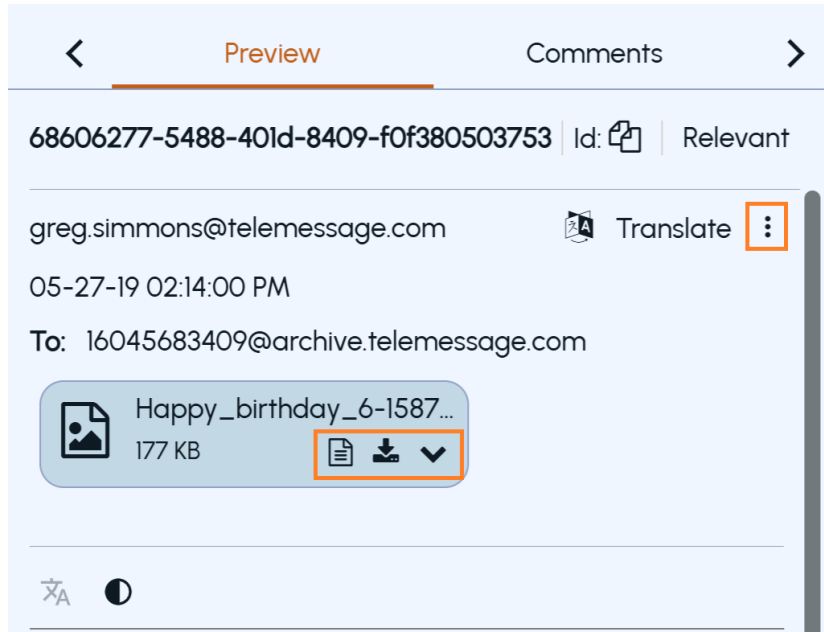 Preview Comments
68606277-5488-401d-8409-f0f380503753 Id: Relevant
greg.simmons@telemessage.com Translate
05-27-19 02:14:00 PM
To: 16045683409@archive.telemessage.com
Happy_birthday_6-1587...
177 KB